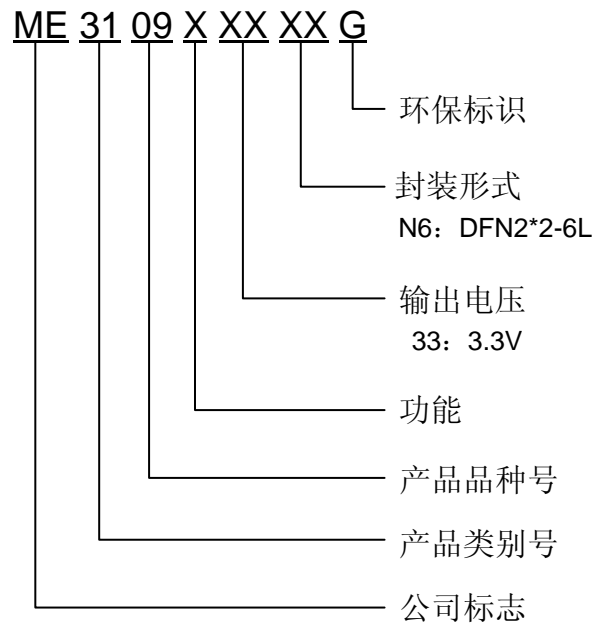 ME 31 09 X XX XX G
环保标识
封装形式
N6：DFN2*2-6L
输出电压
33：3.3V
功能
产品品种号
产品类别号
公司标志